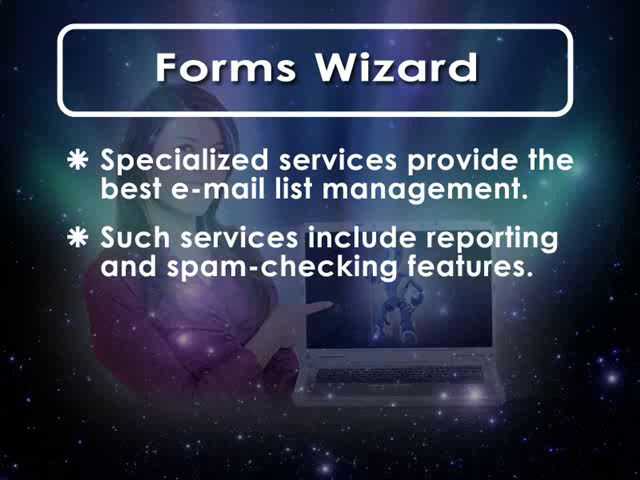 Forms Wizard
Specialized services provide the
best e-mail list management.
Such services include reporting
and spam-checking features.